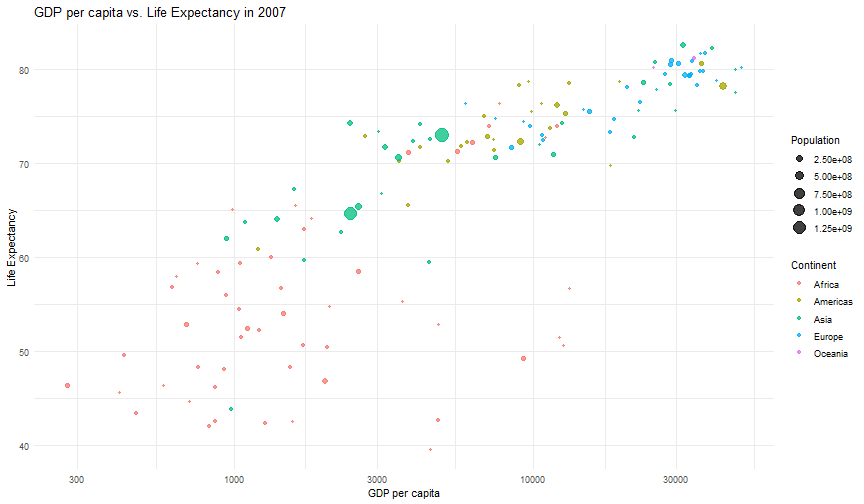 GDP per capita vs. Life Expectancy in 2007
80
70
60
50
40
Life Expectancy
300
1000
3000
10000
30000
GDP per capita
Population
2.50e+08
5.00e+08
7.50e+08
1.00e+09
1.25e+09
Continent
Africa
Americas
Asia
Europe
Oceania